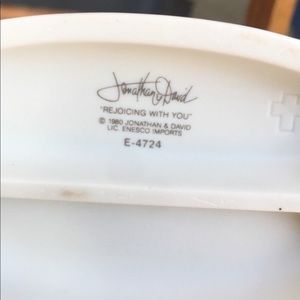 Jonathan & David
"REJOICING WITH YOU"
© 1980 JONATHAN & DAVID
LIC. ENESCO IMPORTS
E-4724